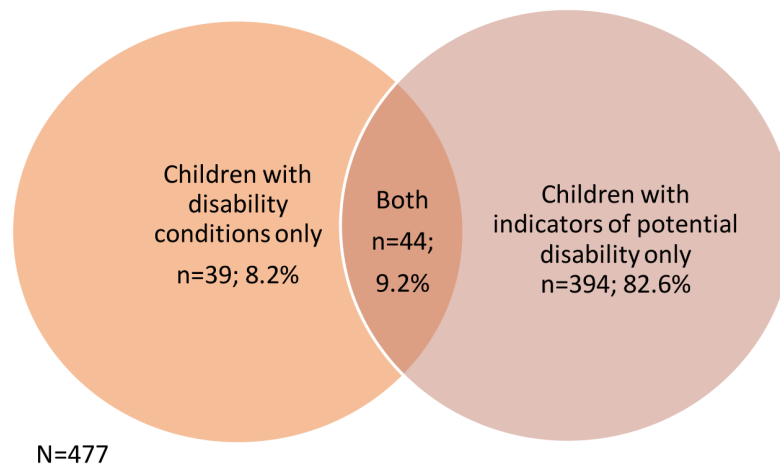 Children with
disability
conditions only
n=39; 8.2%
Both
n=44;
9.2%
Children with
indicators of potential
disability only
n=394; 82.6%
N=477